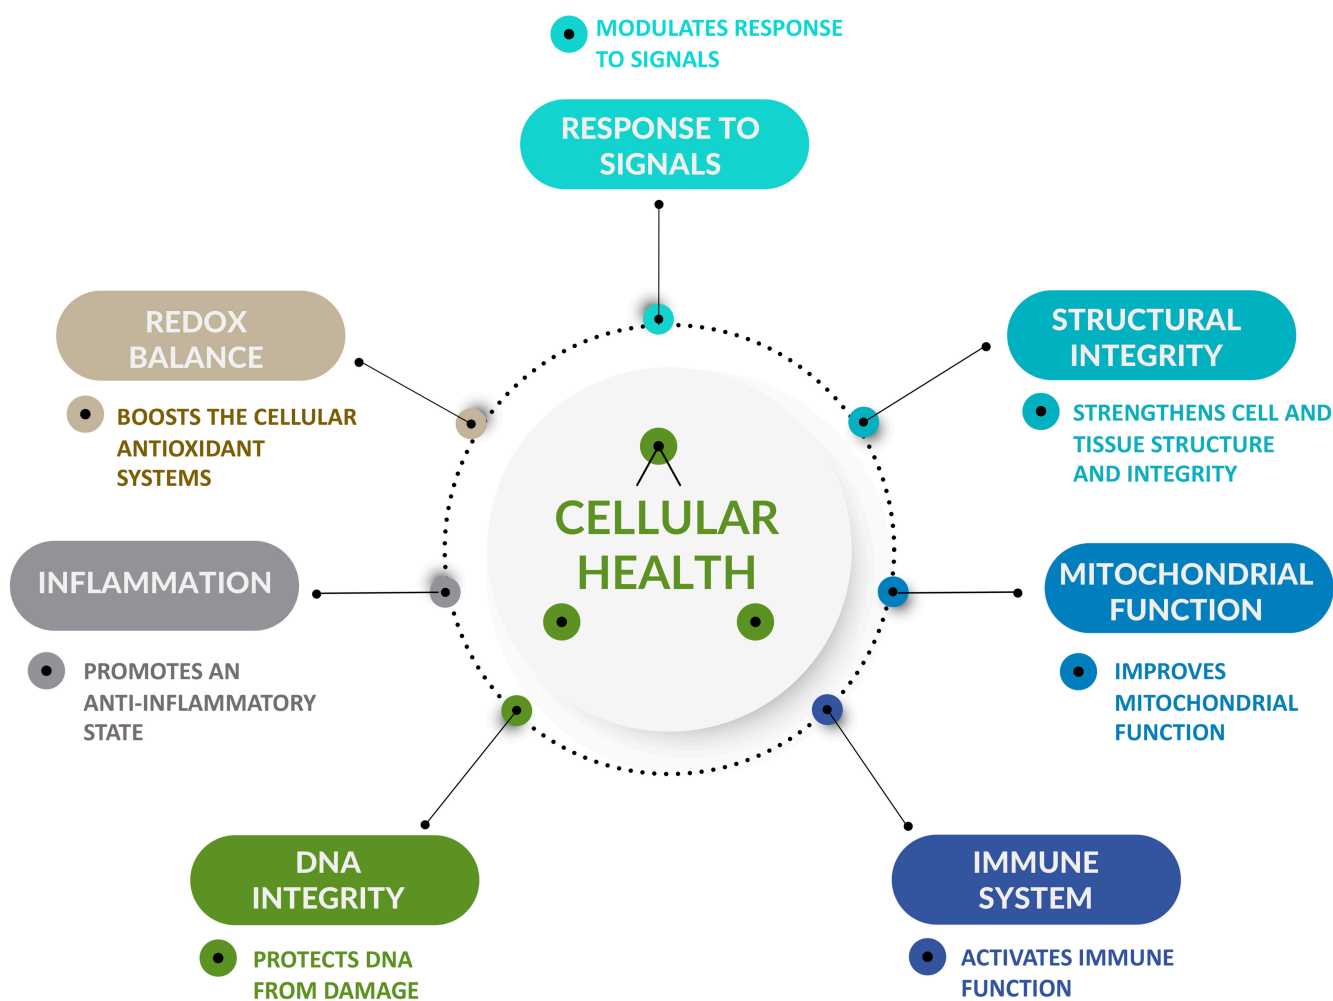 MODULATES RESPONSE
TO SIGNALS
RESPONSE TO
SIGNALS
REDOX
BALANCE
BOOSTS THE CELLULAR
ANTIOXIDANT
SYSTEMS
STRUCTURAL
INTEGRITY
STRENGTHENS CELL AND
TISSUE STRUCTURE
AND INTEGRITY
CELLULAR
HEALTH
INFLAMMATION
PROMOTES AN
ANTI-INFLAMMATORY
STATE
MITOCHONDRIAL
FUNCTION
IMPROVES
MITOCHONDRIAL
FUNCTION
DNA
INTEGRITY
PROTECTS DNA
FROM DAMAGE
IMMUNE
SYSTEM
ACTIVATES IMMUNE
FUNCTION